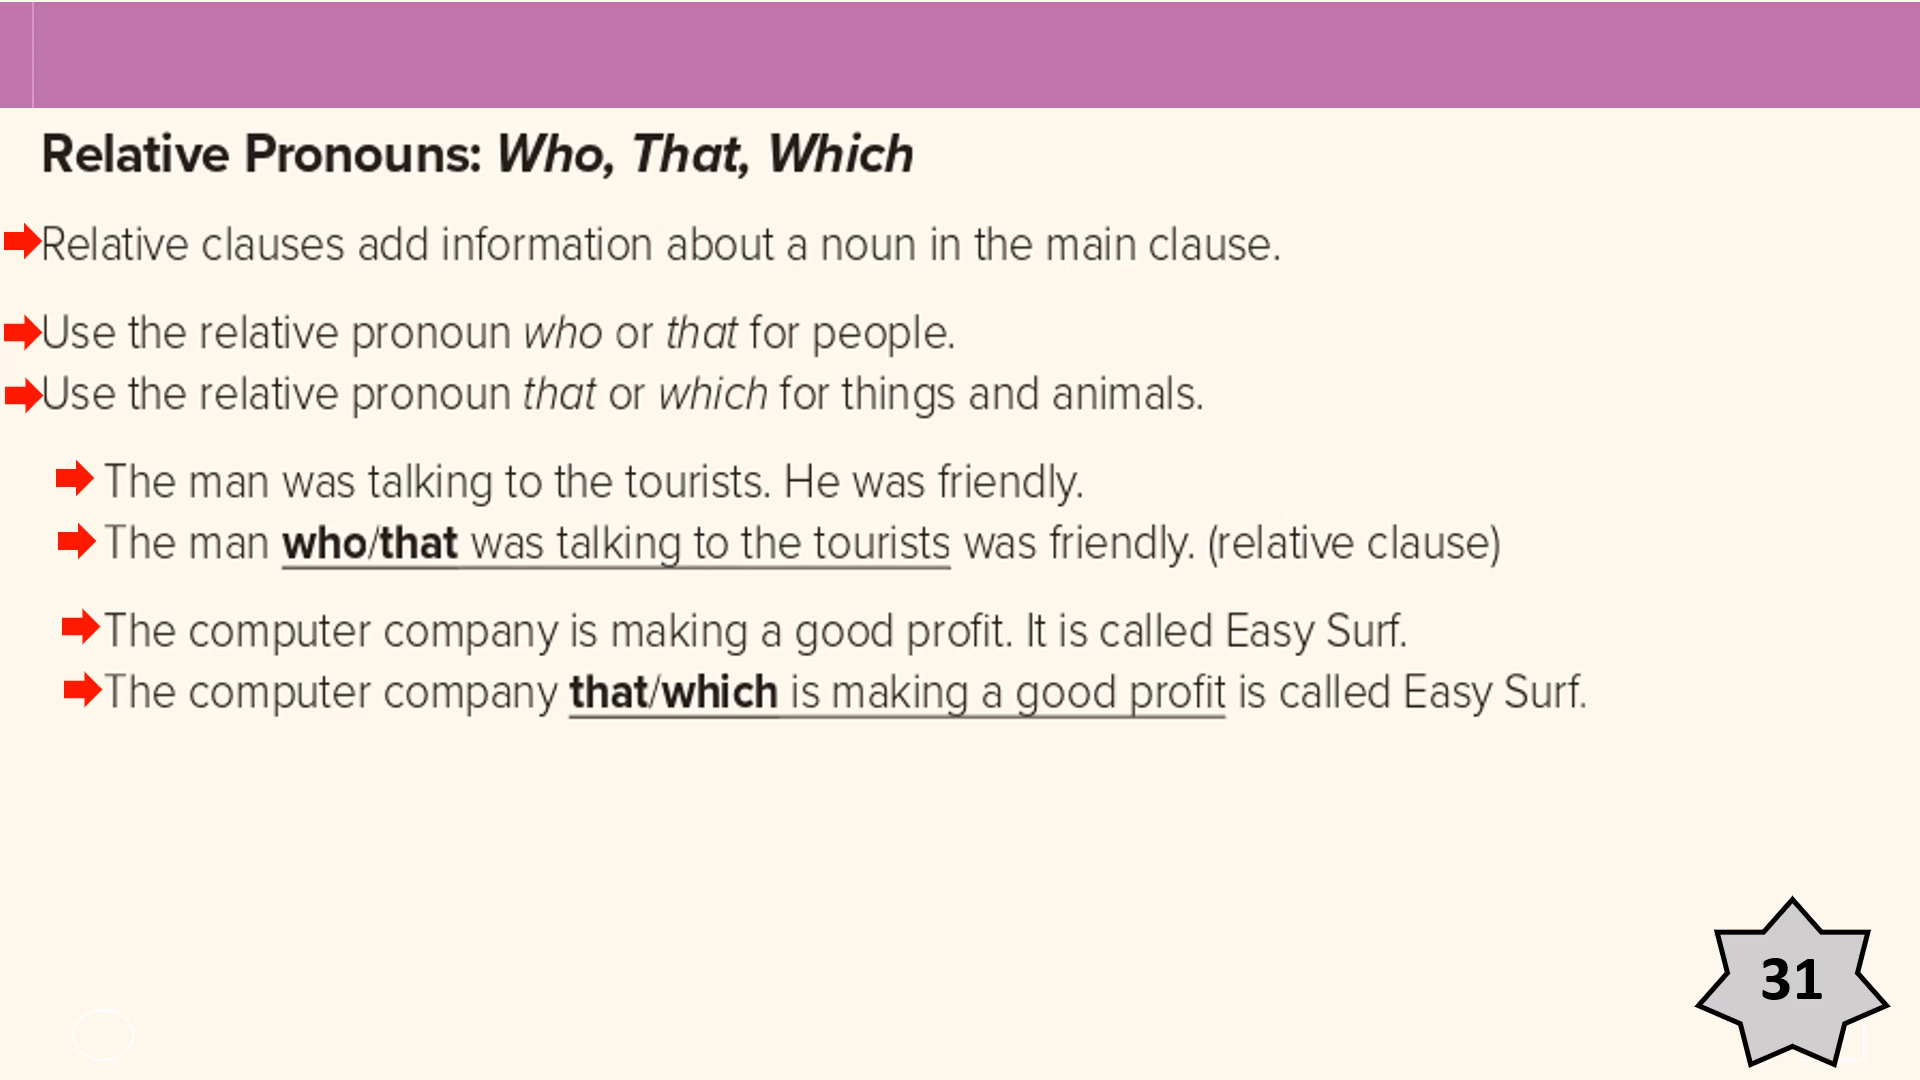 Relative Pronouns: Who, That, Which
Relative clauses add information about a noun in the main clause.
Use the relative pronoun who or that for people.
Use the relative pronoun that or which for things and animals.
The man was talking to the tourists. He was friendly.
The man who/that was talking to the tourists was friendly. (relative clause)
The computer company is making a good profit. It is called Easy Surf.
The computer company that/which is making a good profit is called Easy Surf.
31